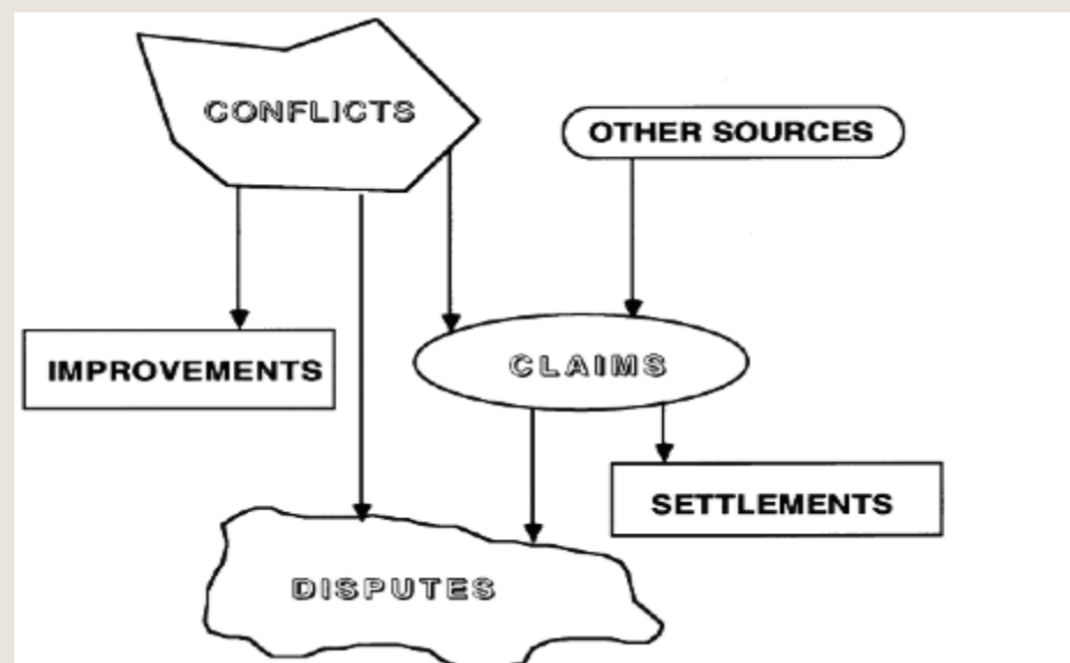 CONFLICTS
OTHER SOURCES
IMPROVEMENTS
CLAIMS
SETTLEMENTS
DISPUTES